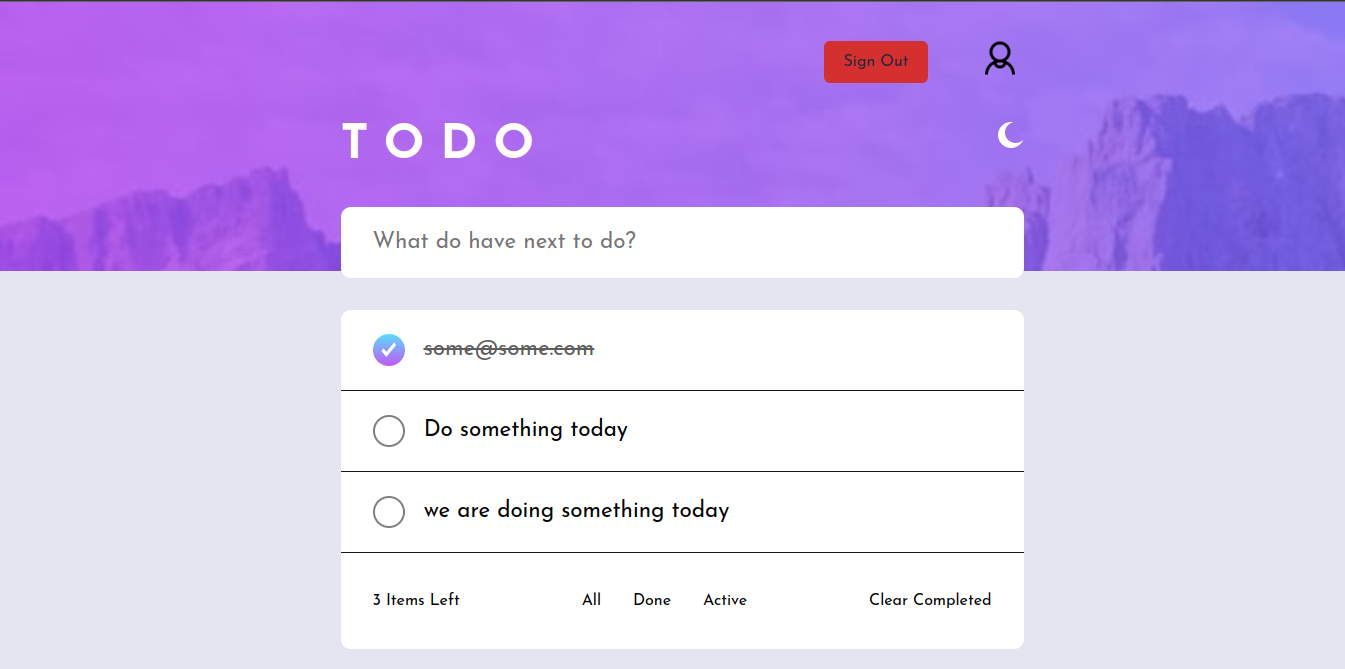 Sign Out
T O D O
What do have next to do?
some@some.com
Do something today
we are doing something today
3 Items Left All Done Active Clear Completed